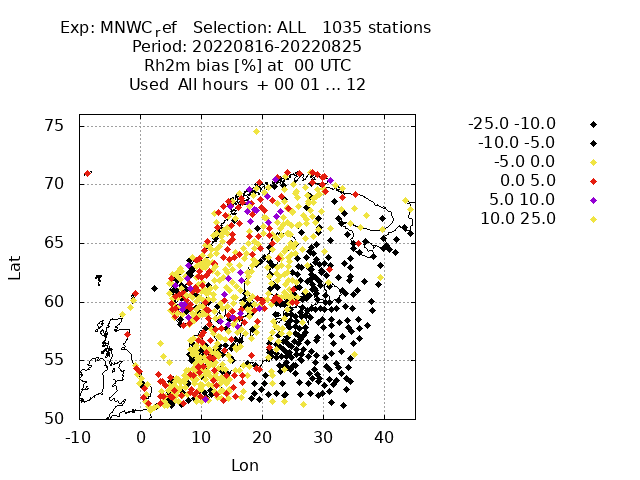 Exp: MNWC_ref   Selection: ALL   1035 stations
Period: 20220816-20220825
Rh2m bias [%] at  00 UTC
Used  All hours  + 00 01 ... 12
-25.0 -10.0
-10.0 -5.0
-5.0 0.0
0.0 5.0
5.0 10.0
10.0 25.0
75
70
65
60
55
50
Lat
-10 0 10 20 30 40
Lon